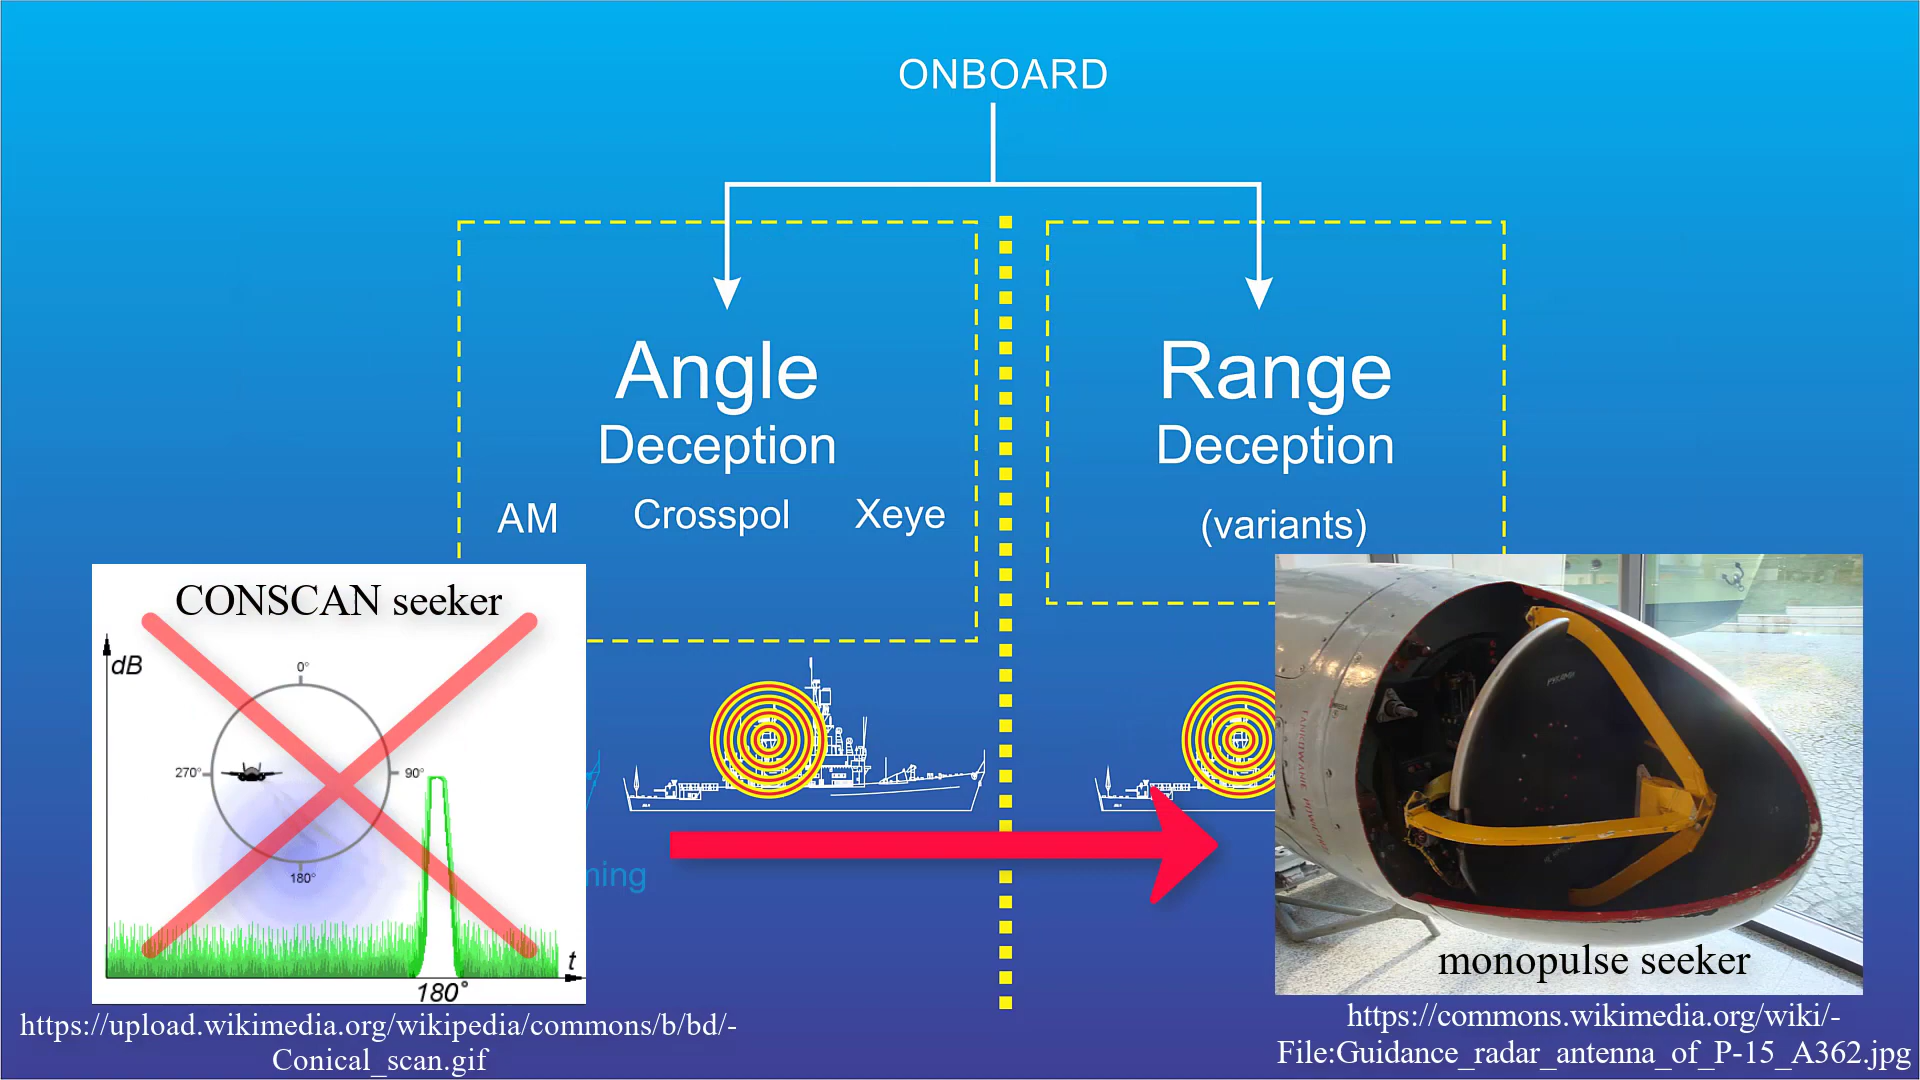 ONBOARD
Angle
Deception
AM Crosspol Xeye
Range
Deception
(variants)
CONSCAN seeker
dB
0°
270°
90°
180°
t
180°
ming
monopulse seeker
https://upload.wikimedia.org/wikipedia/commons/b/bd/-
Conical_scan.gif
https://commons.wikimedia.org/wiki/-
File:Guidance_radar_antenna_of_P-15_A362.jpg